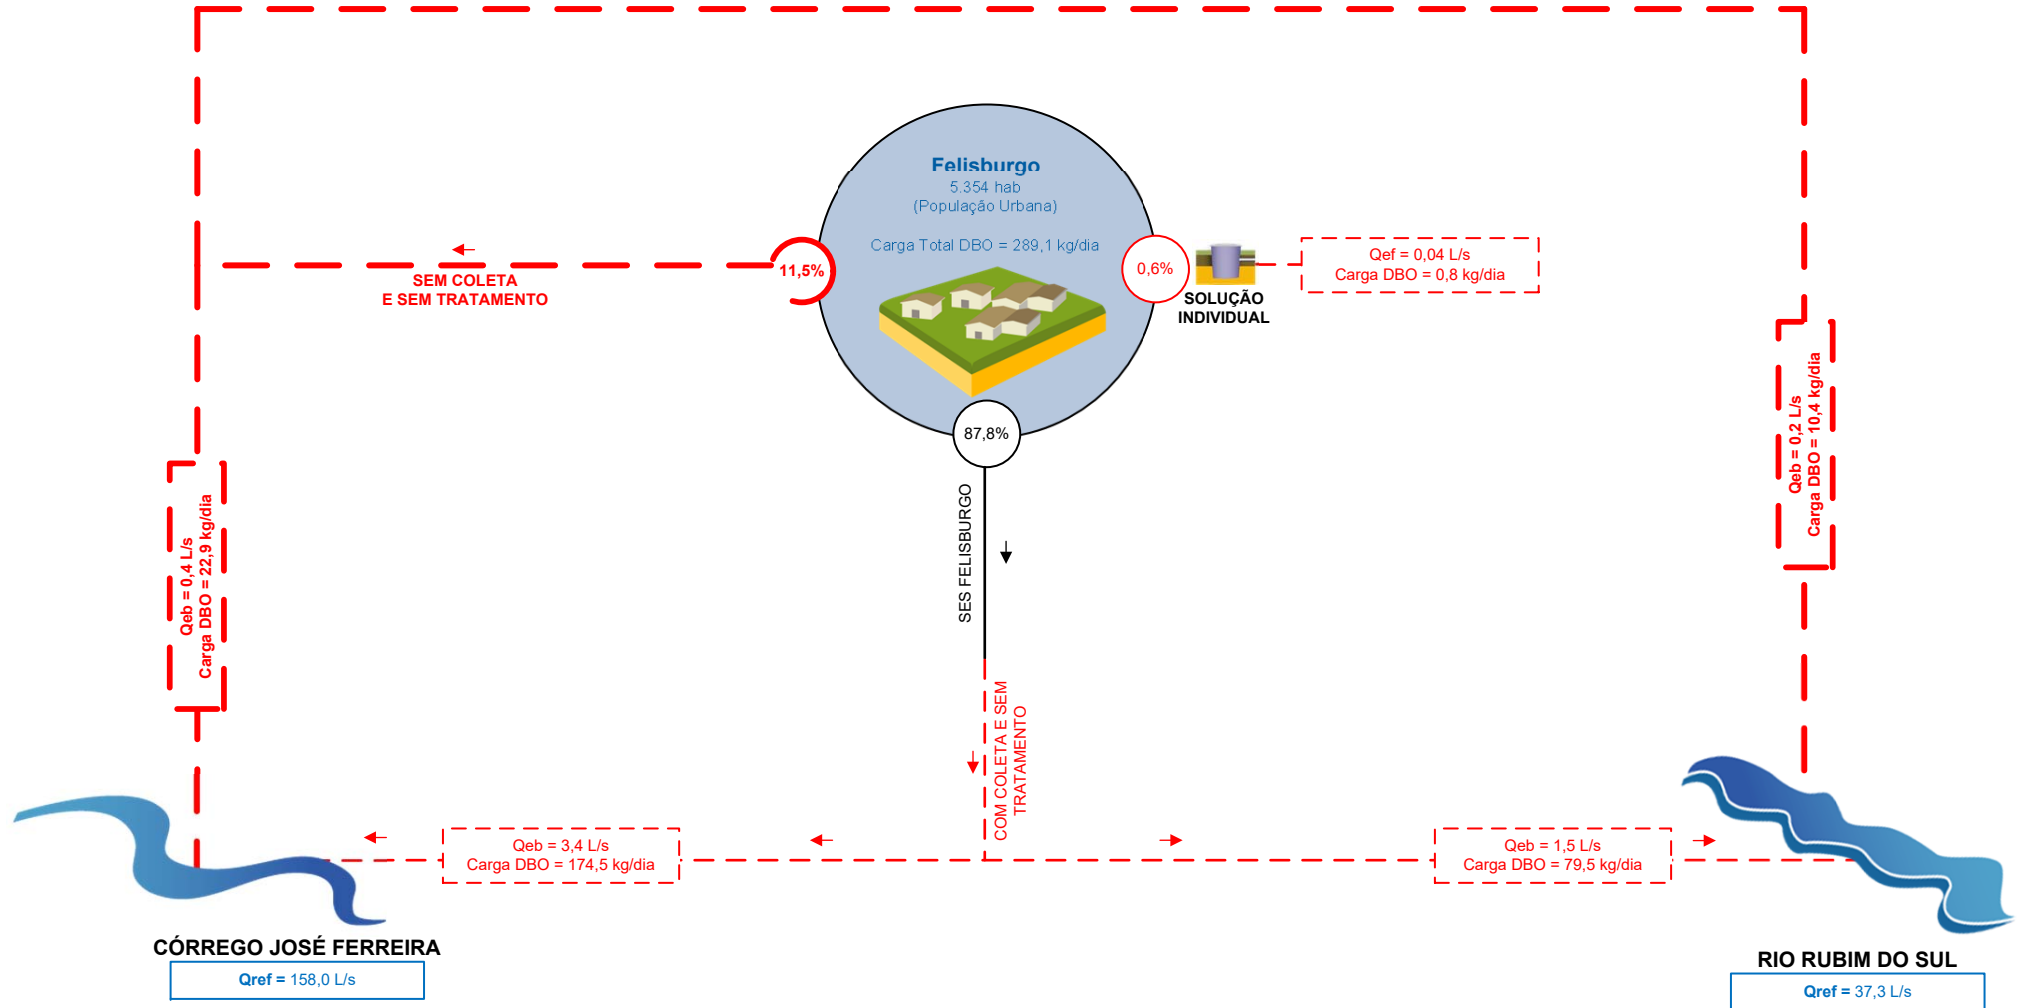 Felisburgo
5.354 hab
(População Urbana)
Carga Total DBO = 289,1 kg/dia
11,5%
SEM COLETA
E SEM TRATAMENTO
0,6%
SOLUÇÃO
INDIVIDUAL
Qef = 0,04 L/s
Carga DBO = 0,8 kg/dia
87,8%
SES FELISBURGO
COM COLETA E SEM
TRATAMENTO
Qeb = 0,4 L/s
Carga DBO = 22,9 kg/dia
Qeb = 0,2 L/s
Carga DBO = 10,4 kg/dia
Qeb = 3,4 L/s
Carga DBO = 174,5 kg/dia
Qeb = 1,5 L/s
Carga DBO = 79,5 kg/dia
CÓRREGO JOSÉ FERREIRA
Qref = 158,0 L/s
RIO RUBIM DO SUL
Qref = 37,3 L/s